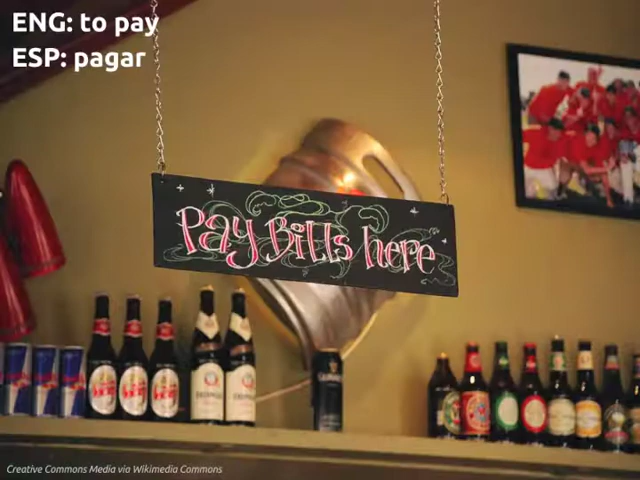 ENG: to pay
ESP: pagar
Pay Bills here
Creative Commons Media via Wikimedia Commons